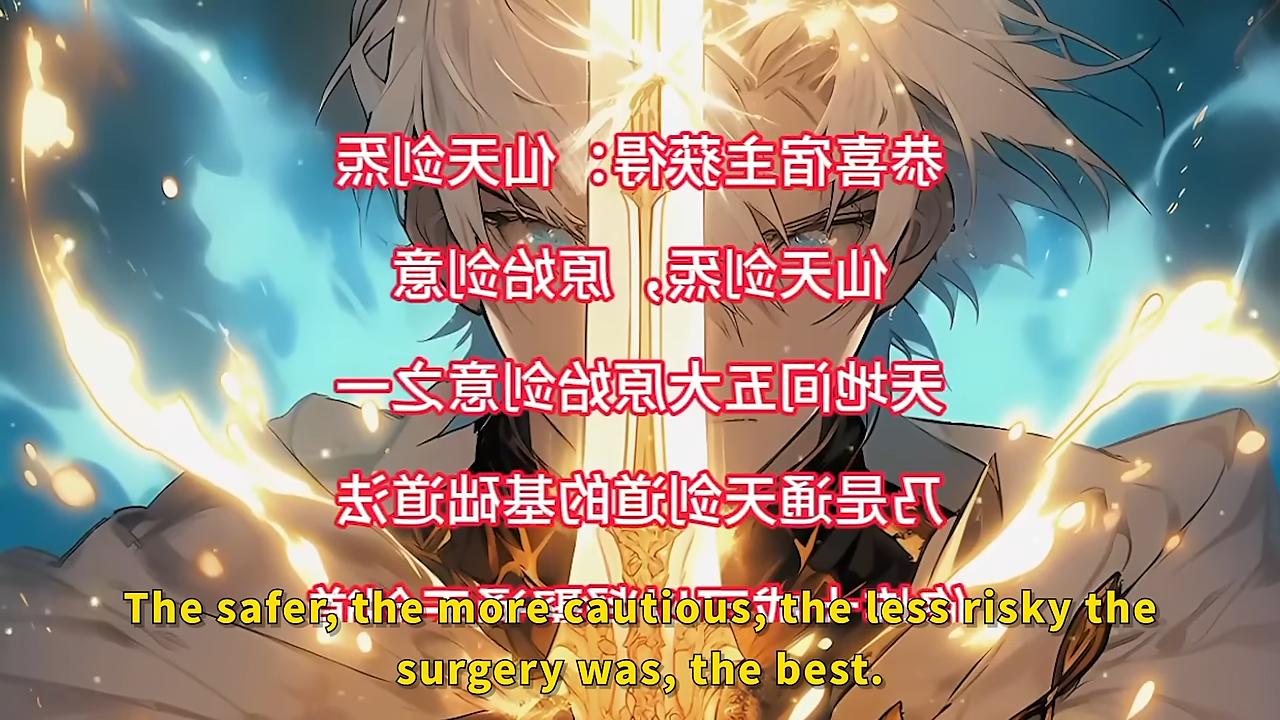 恭喜宿主获得：仙天剑炁
仙天剑炁，原始剑意
天地间五大原始剑意之一
乃是通天剑道的基础道法
The safer, the more cautious, the less risky the
surgery was, the best.